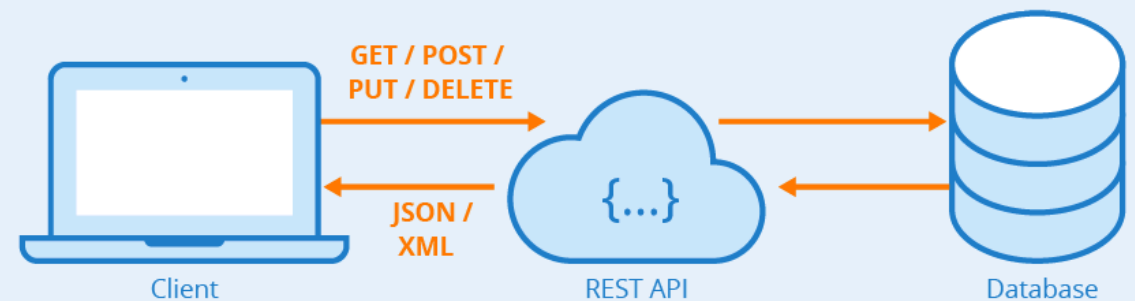 GET / POST /
PUT / DELETE
{...}
JSON /
XML
Client
REST API
Database